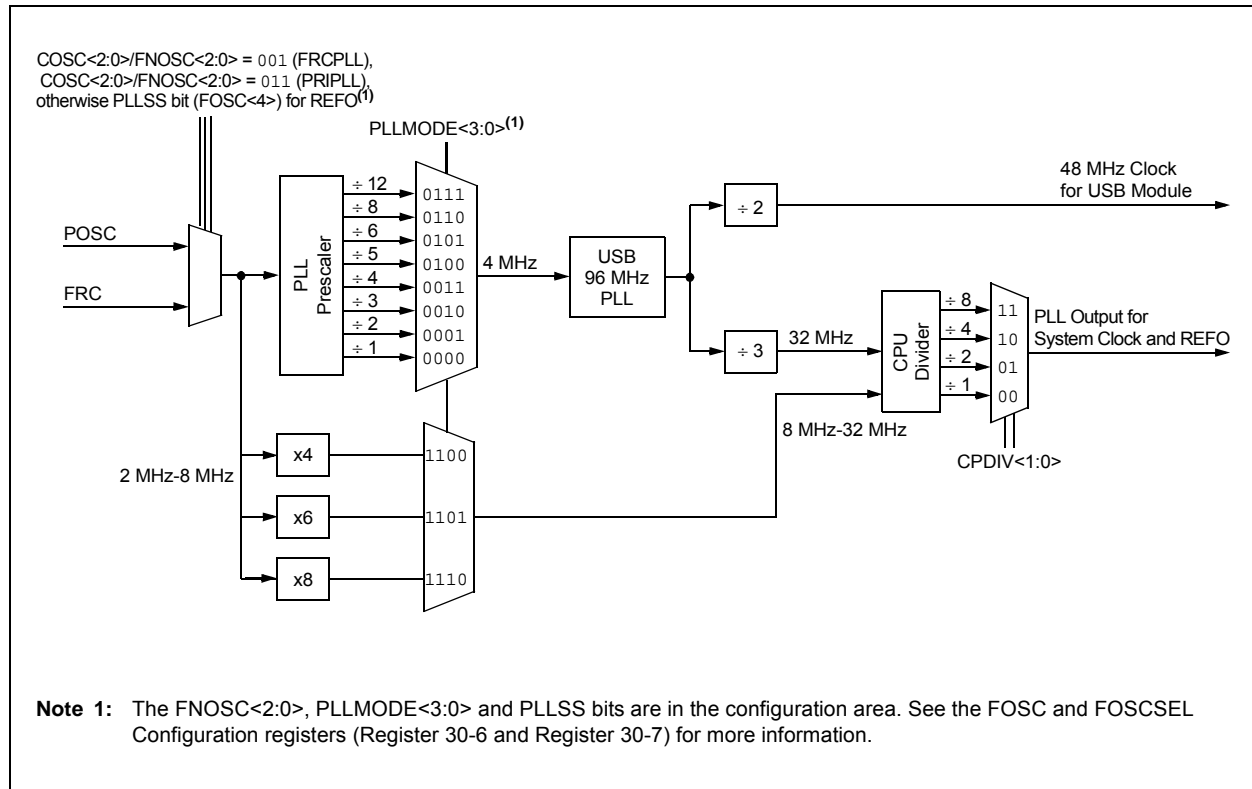 COSC<2:0>/FNOSC<2:0> = 001 (FRCPLL),
COSC<2:0>/FNOSC<2:0> = 011 (PRIPLL),
otherwise PLLSS bit (FOSC<4>) for REFO(1)
PLLMODE<3:0>(1)
POSC
FRC
PLL
Prescaler
÷ 12
÷ 8
÷ 6
÷ 5
÷ 4
÷ 3
÷ 2
÷ 1
0111
0110
0101
0100
0011
0010
0001
0000
4 MHz
USB
96 MHz
PLL
÷ 2
48 MHz Clock
for USB Module
÷ 3
32 MHz
8 MHz-32 MHz
CPU
Divider
÷ 8
÷ 4
÷ 2
÷ 1
11
10
01
00
PLL Output for
System Clock and REFO
CPDIV<1:0>
2 MHz-8 MHz
x4
x6
x8
1100
1101
1110
Note 1: The FNOSC<2:0>, PLLMODE<3:0> and PLLSS bits are in the configuration area. See the FOSC and FOSCSEL
Configuration registers (Register 30-6 and Register 30-7) for more information.